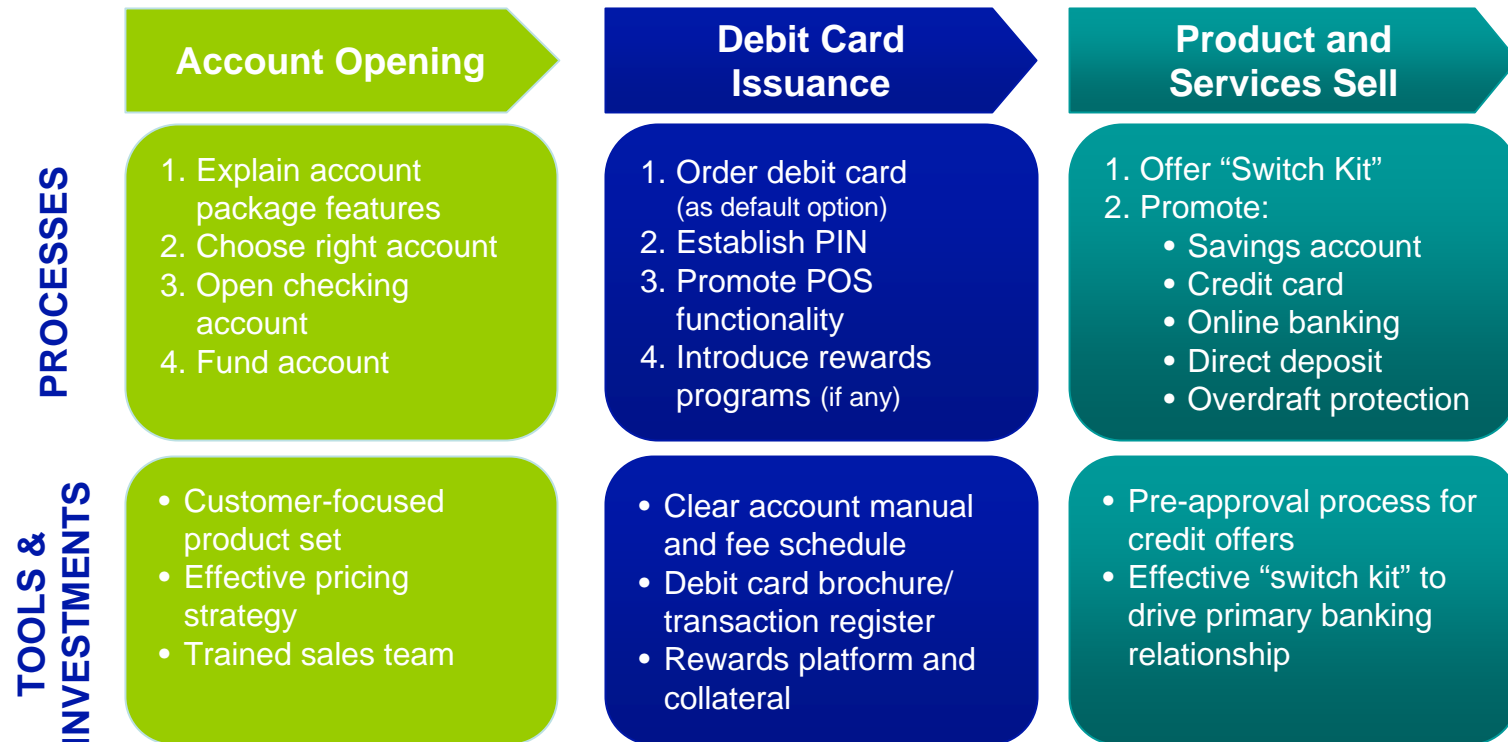 Account Opening
Debit Card
Issuance
Product and
Services Sell
PROCESSES
1. Explain account
package features
2. Choose right account
3. Open checking
account
4. Fund account
1. Order debit card
(as default option)
2. Establish PIN
3. Promote POS
functionality
4. Introduce rewards
programs (if any)
1. Offer “Switch Kit”
2. Promote:
• Savings account
• Credit card
• Online banking
• Direct deposit
• Overdraft protection
TOOLS &
INVESTMENTS
• Customer-focused
product set
• Effective pricing
strategy
• Trained sales team
• Clear account manual
and fee schedule
• Debit card brochure/
transaction register
• Rewards platform and
collateral
• Pre-approval process for
credit offers
• Effective “switch kit” to
drive primary banking
relationship